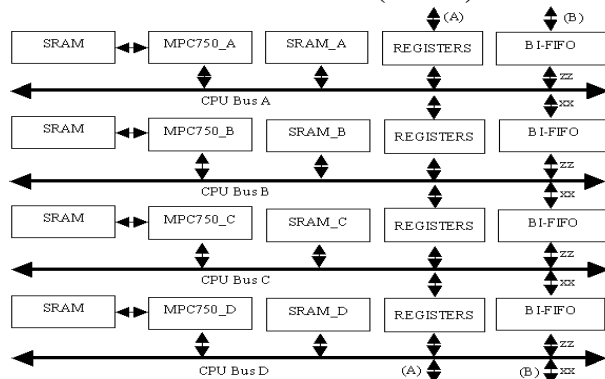 (A) (B)
SRAM MPC750_A SRAM_A REGISTERS BI-FIFO
zz
CPU Bus A
xx
SRAM MPC750_B SRAM_B REGISTERS BI-FIFO
zz
CPU Bus B
xx
SRAM MPC750_C SRAM_C REGISTERS BI-FIFO
zz
CPU Bus C
xx
SRAM MPC750_D SRAM_D REGISTERS BI-FIFO
zz
CPU Bus D (A) (B) xx